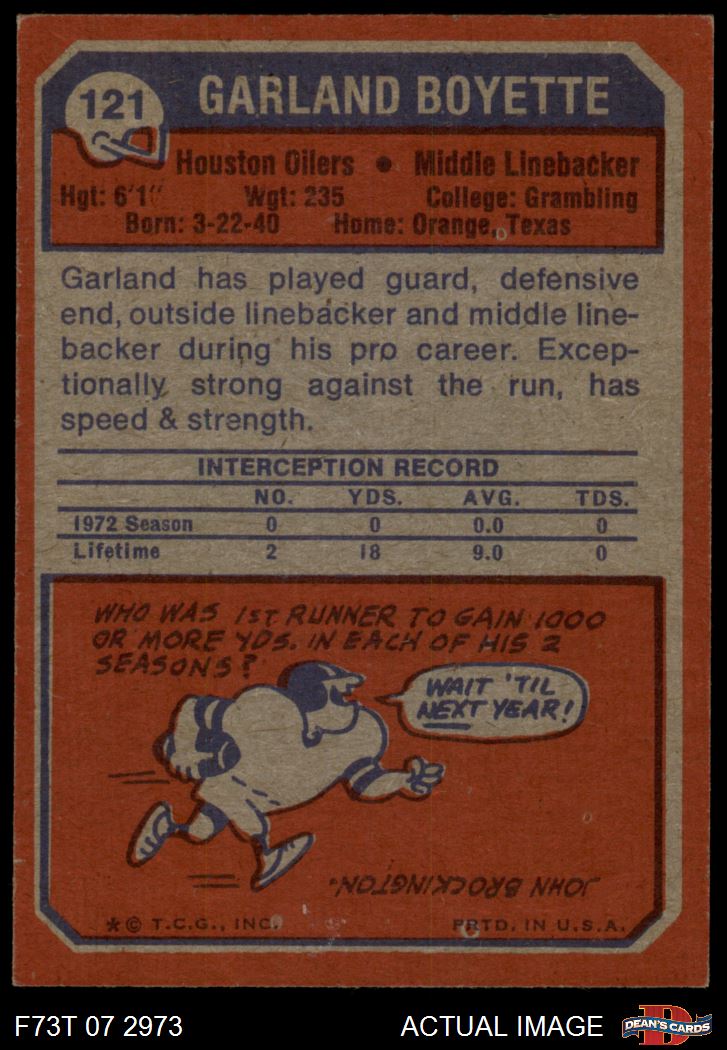 121
GARLAND BOYETTE
Houston Oilers • Middle Linebacker
Hgt: 6'1" Wgt: 235 College: Grambling
Born: 3-22-40 Home: Orange, Texas
Garland has played guard, defensive
end, outside linebacker and middle line-
backer during his pro career. Excep-
tionally strong against the run, has
speed & strength.
INTERCEPTION RECORD
NO. YDS. AVG. TDS.
1972 Season 0 0 0.0 0
Lifetime 2 18 9.0 0
WHO WAS 1ST RUNNER TO GAIN 1000
OR MORE YDS. IN EACH OF HIS 2
SEASONS?
WAIT 'TIL
NEXT YEAR!
JOHN BROCKINGTON.
*© T.C.G., INC. PRTD. IN U.S.A.
F73T 07 2973 ACTUAL IMAGE
D
DEAN'S CARDS